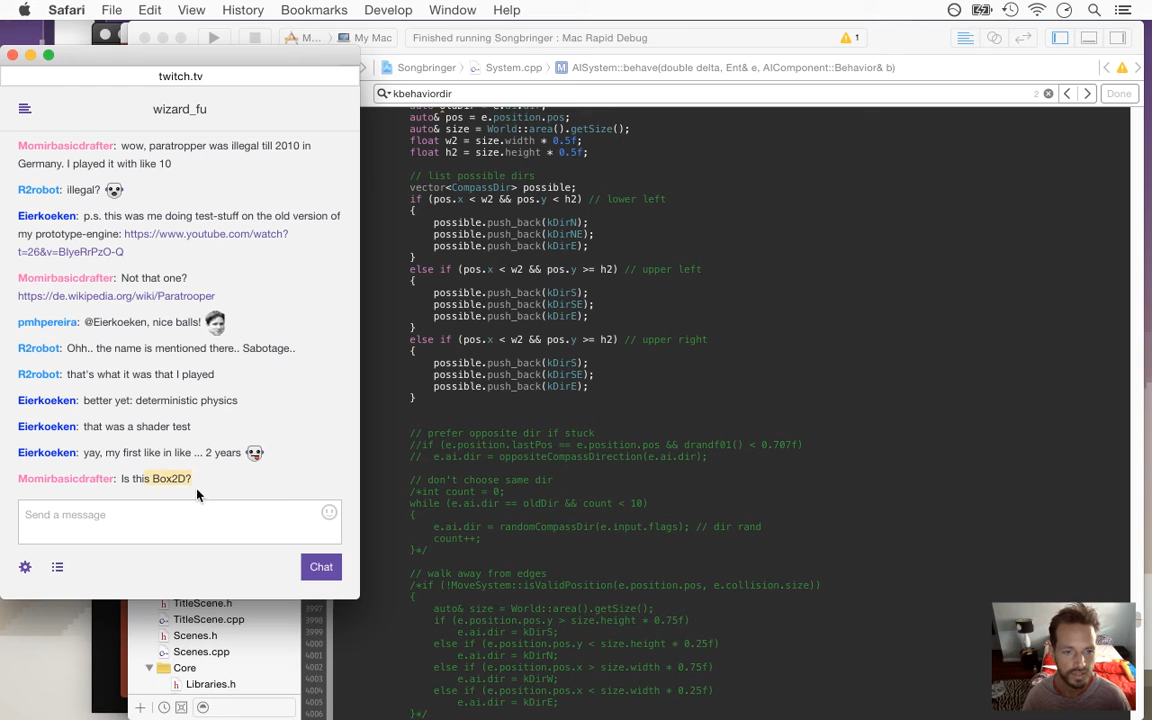 Safari File Edit View History Bookmarks Develop Window Help
M... My Mac Finished running Songbringer : Mac Rapid Debug 1
twitch.tv
Songbringer System.cpp M AISystem::behave(double delta, Ent& e, AIComponent::Behavior& b)
kbehaviordir 2 Done
wizard_fu
Momirbasicdrafter: wow, paratropper was illegal till 2010 in
Germany. I played it with like 10
R2robot: illegal?
Eierkoeken: p.s. this was me doing test-stuff on the old version of
my prototype-engine: https://www.youtube.com/watch?
t=26&v=BIyeRrPzO-Q
Momirbasicdrafter: Not that one?
https://de.wikipedia.org/wiki/Paratrooper
pmhpereira: @Eierkoeken, nice balls!
R2robot: Ohh.. the name is mentioned there.. Sabotage..
R2robot: that's what it was that I played
Eierkoeken: better yet: deterministic physics
Eierkoeken: that was a shader test
Eierkoeken: yay, my first like in like ... 2 years
Momirbasicdrafter: Is this Box2D?
Send a message
Chat
auto& pos = e.position.pos;
auto& size = World::area().getSize();
float w2 = size.width * 0.5f;
float h2 = size.height * 0.5f;
// list possible dirs
vector<CompassDir> possible;
if (pos.x < w2 && pos.y < h2) // lower left
{
possible.push_back(kDirN);
possible.push_back(kDirNE);
possible.push_back(kDirE);
}
else if (pos.x < w2 && pos.y >= h2) // upper left
{
possible.push_back(kDirS);
possible.push_back(kDirSE);
possible.push_back(kDirE);
}
else if (pos.x < w2 && pos.y >= h2) // upper right
{
possible.push_back(kDirS);
possible.push_back(kDirSE);
possible.push_back(kDirE);
}
// prefer opposite dir if stuck
//if (e.position.lastPos == e.position.pos && drandf01() < 0.707f)
// e.ai.dir = oppositeCompassDirection(e.ai.dir);
// don't choose same dir
/*int count = 0;
while (e.ai.dir == oldDir && count < 10)
{
e.ai.dir = randomCompassDir(e.input.flags); // dir rand
count++;
}*/
// walk away from edges
/*if (!MoveSystem::isValidPosition(e.position.pos, e.collision.size))
{
3997 auto& size = World::area().getSize();
3998 if (e.position.pos.y > size.height * 0.75f)
3999 e.ai.dir = kDirS;
4000 else if (e.position.pos.y < size.height * 0.25f)
4001 e.ai.dir = kDirN;
4002 else if (e.position.pos.x > size.width * 0.75f)
4003 e.ai.dir = kDirW;
4004 else if (e.position.pos.x < size.width * 0.25f)
4005 e.ai.dir = kDirE;
4006 }*/
TitleScene.h
TitleScene.cpp
Scenes.h
Scenes.cpp
Core
Libraries.h